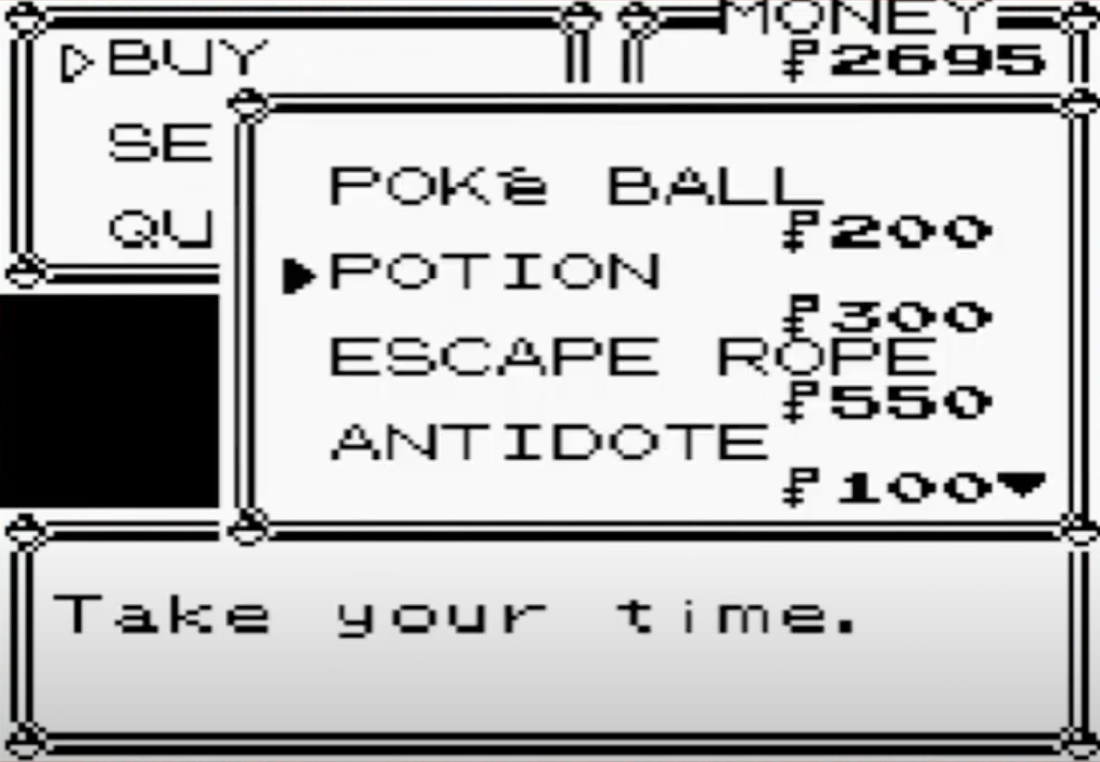 BUY
MONEY
₽2695
SE
QU
POKé BALL
₽200
POTION
₽300
ESCAPE ROPE
₽550
ANTIDOTE
₽100
Take your time.